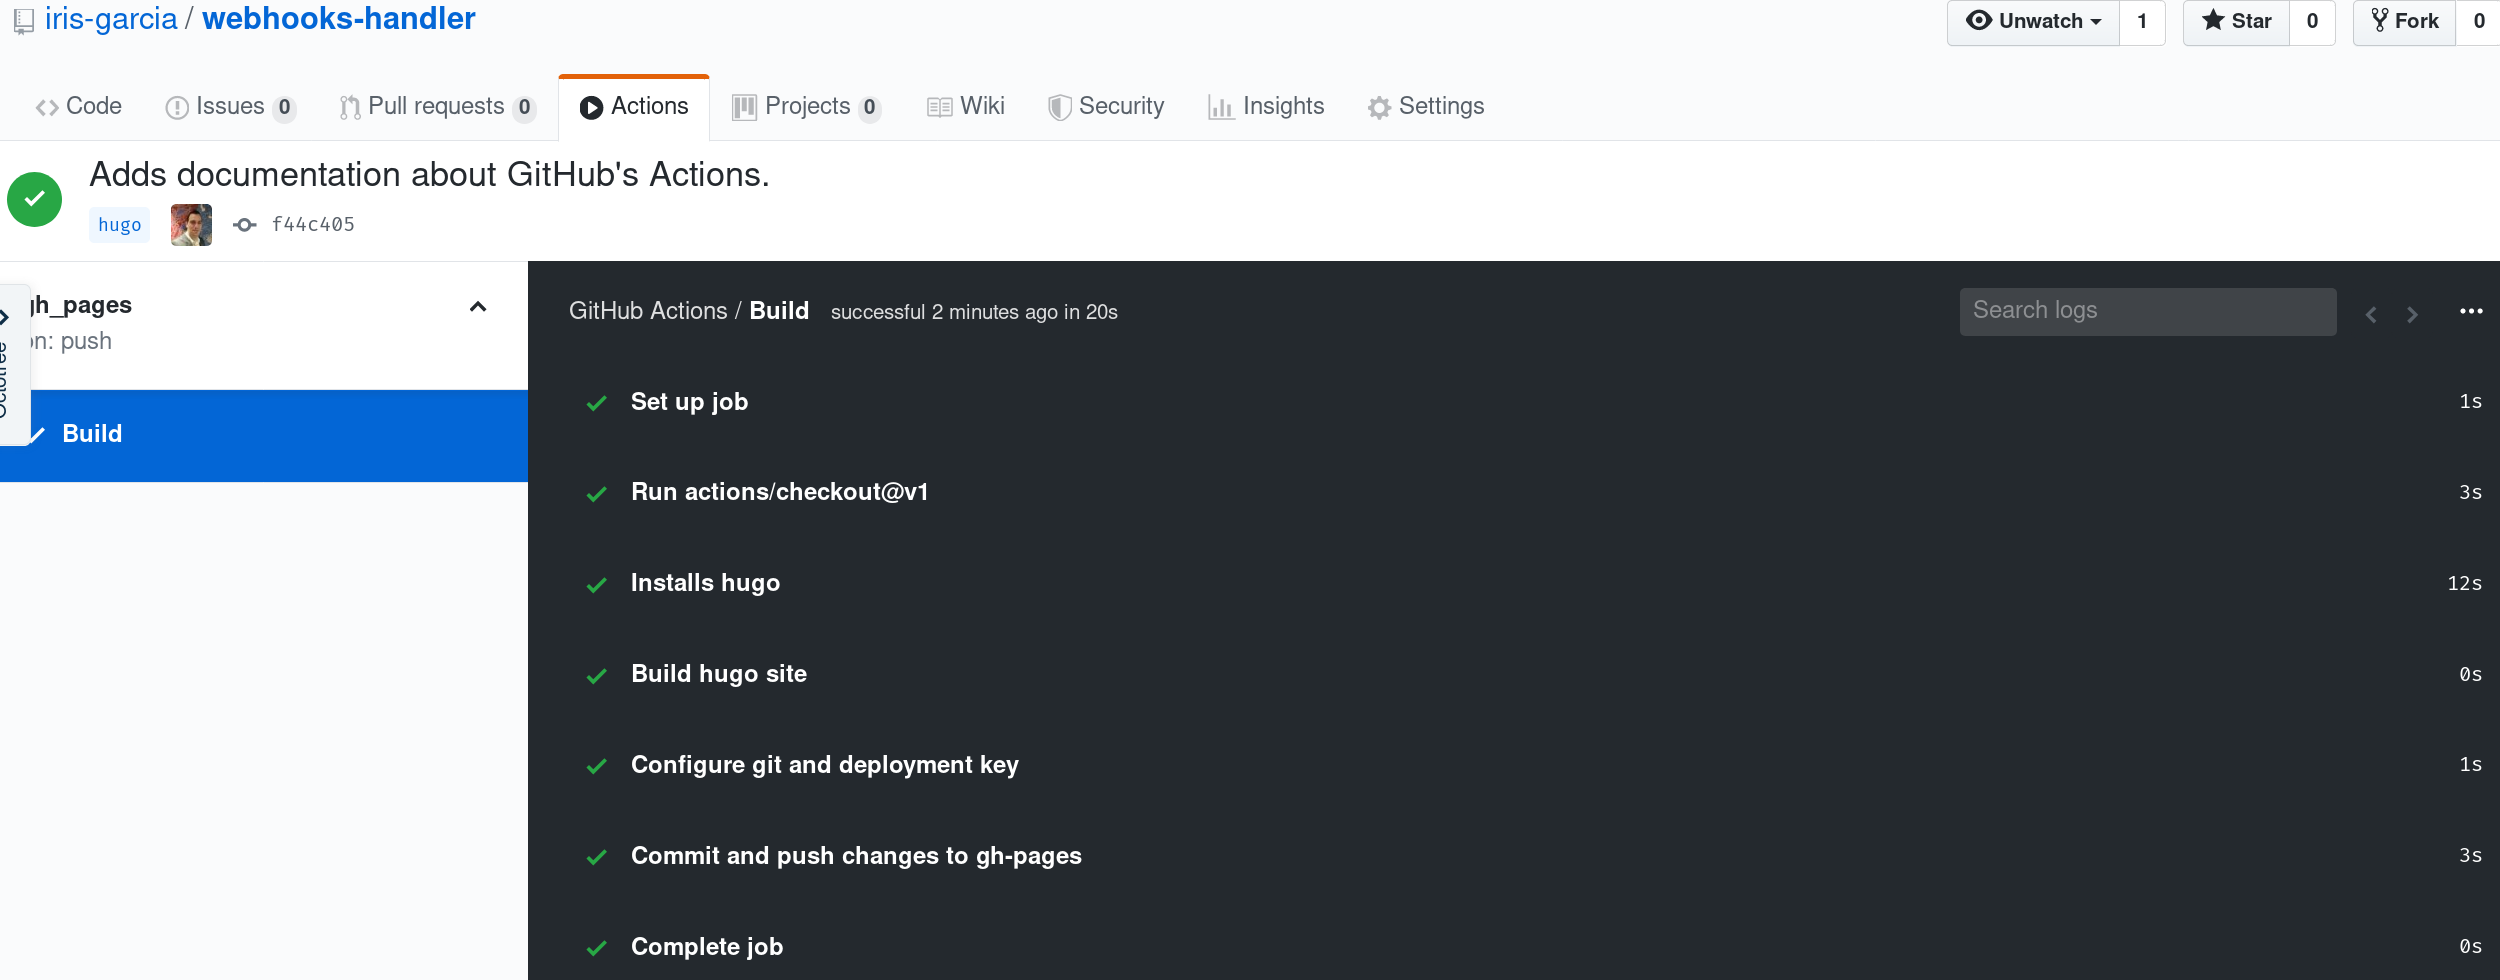 iris-garcia / webhooks-handler
Unwatch 1 Star 0 Fork 0
Code Issues 0 Pull requests 0 Actions Projects 0 Wiki Security Insights Settings
Adds documentation about GitHub's Actions.
hugo f44c405
gh_pages
on: push
Octotree
Build
GitHub Actions / Build successful 2 minutes ago in 20s
Search logs
Set up job 1s
Run actions/checkout@v1 3s
Installs hugo 12s
Build hugo site 0s
Configure git and deployment key 1s
Commit and push changes to gh-pages 3s
Complete job 0s